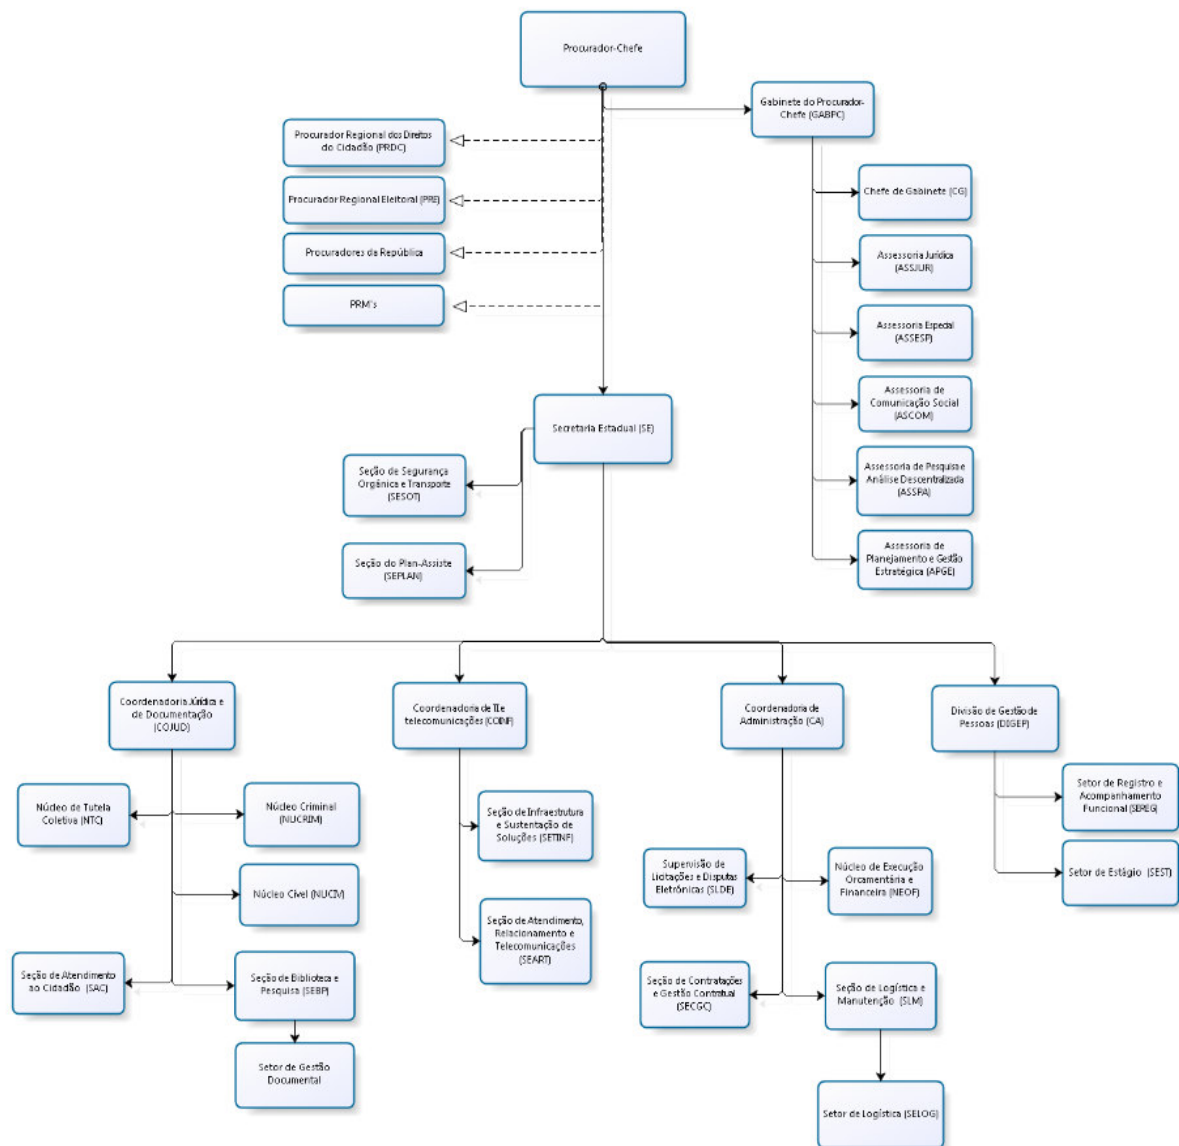 Procurador-Chefe
Gabinete do Procurador-
Chefe (GABPC)
Procurador Regional dos Direitos
do Cidadão (PRDC)
Chefe de Gabinete (CG)
Procurador Regional Eleitoral (PRE)
Assessoria Jurídica
(ASSJUR)
Procuradores da República
PRM's
Assessoria Especial
(ASSESP)
Assessoria de
Comunicação Social
(ASCOM)
Secretaria Estadual (SE)
Seção de Segurança
Orgânica e Transporte
(SESOT)
Assessoria de Pesquisa e
Análise Descentralizada
(ASSPA)
Seção do Plan-Assiste
(SEPLAN)
Assessoria de
Planejamento e Gestão
Estratégica (APGE)
Coordenadoria Júrídica e
de Documentação
(COJUD)
Coordenadoria de TI e
telecomunicações (COINF)
Coordenadoria de
Administração (CA)
Divisão de Gestão de
Pessoas (DIGEP)
Núcleo de Tutela
Coletiva (NTC)
Núcleo Criminal
(NUCRIM)
Seção de Infraestrutura
e Sustentação de
Soluções (SETINF)
Setor de Registro e
Acompanhamento
Funcional (SEREG)
Supervisão de
Licitações e Disputas
Eletrônicas (SLDE)
Núcleo de Execução
Orcamentária e
Financeira (NEOF)
Setor de Estágio (SEST)
Núcleo Cível (NUCIV)
Seção de Atendimento,
Relacionamento e
Telecomunicações
(SEART)
Seção de Atendimento
ao Cidadão (SAC)
Seção de Biblioteca e
Pesquisa (SEBP)
Seção de Contratações
e Gestão Contratual
(SECGC)
Seção de Logística e
Manutenção (SLM)
Setor de Gestão
Documental
Setor de Logística (SELOG)